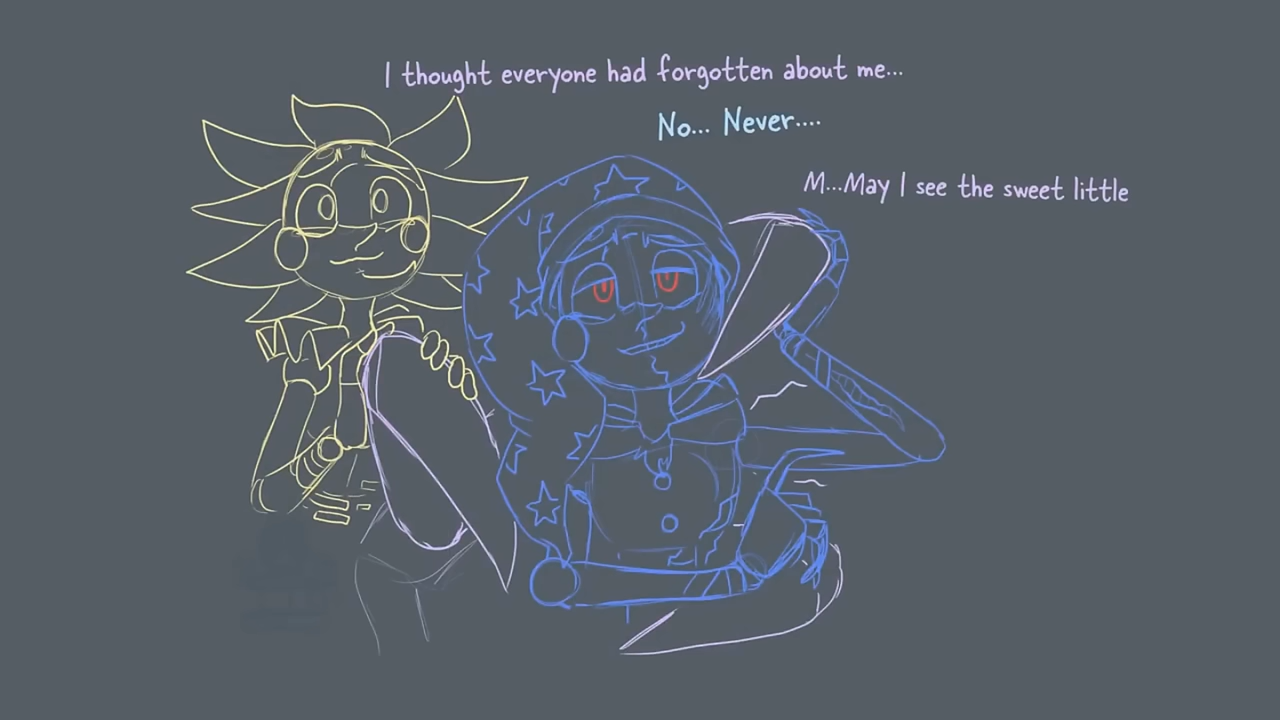 I thought everyone had forgotten about me...
No... Never....
M...May I see the sweet little